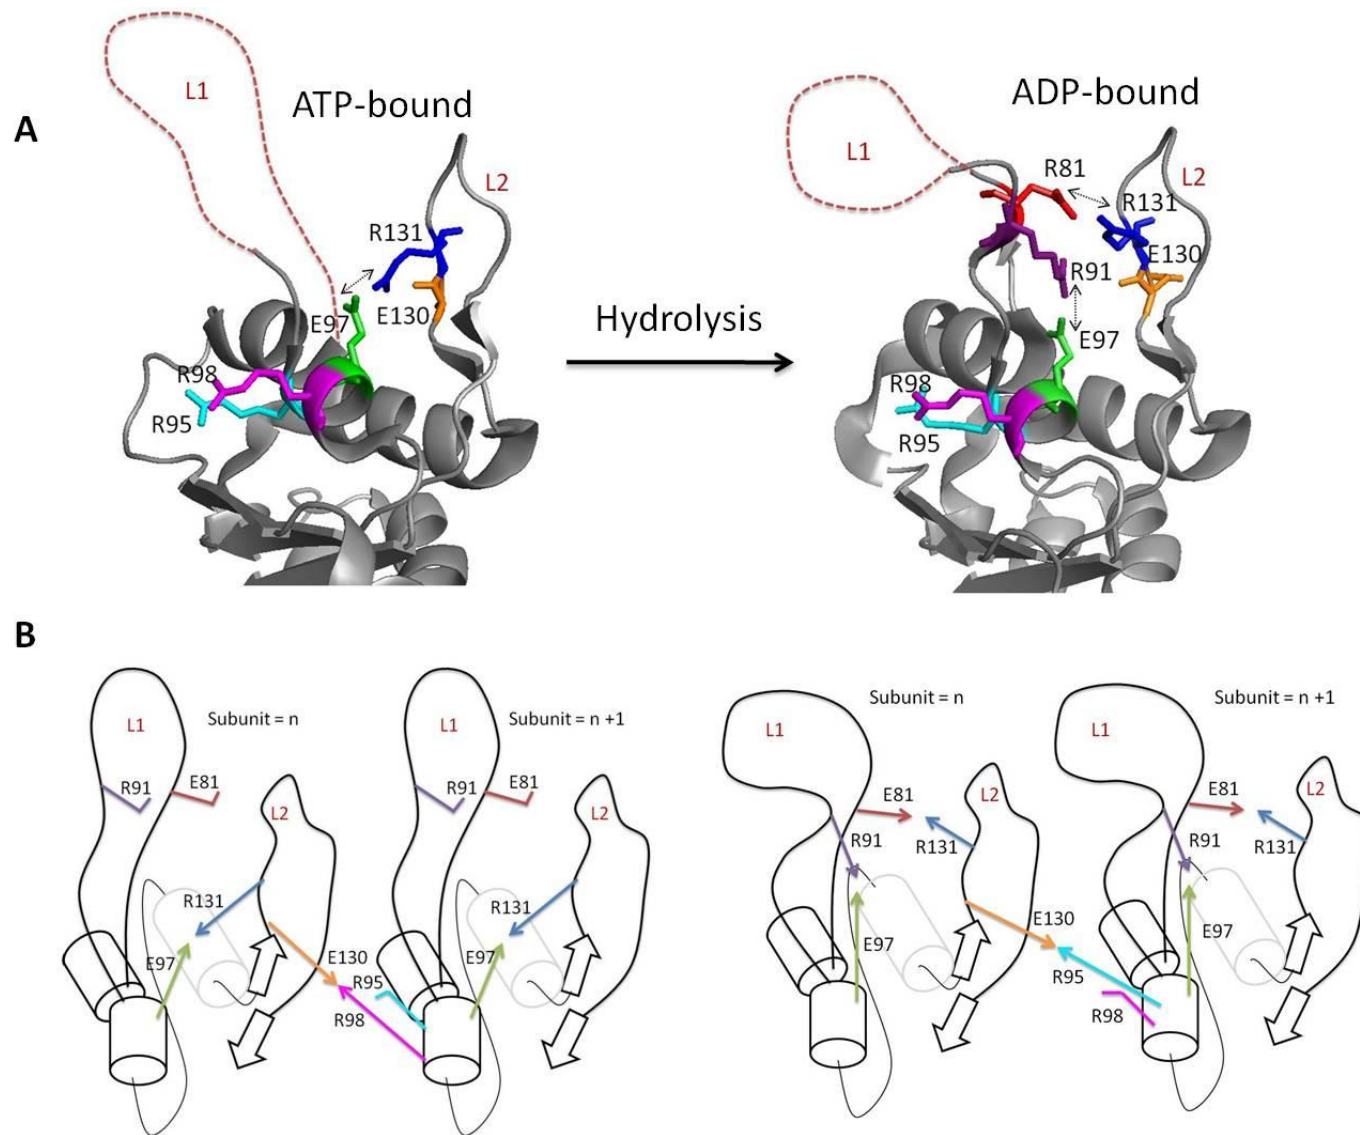 A
L1
ATP-bound
L2
R131
E97
E130
R98
R95
Hydrolysis
ADP-bound
L1
R81
L2
R131
E130
R91
E97
R98
R95
B
L1
Subunit = n
R91
E81
L2
R131
E97
E130
L1
Subunit = n +1
R91
E81
L2
R131
E97
R95
R98
L1
Subunit = n
E81
L2
R91
R131
E97
E130
L1
Subunit = n +1
E81
L2
R91
R131
E97
R95
R98